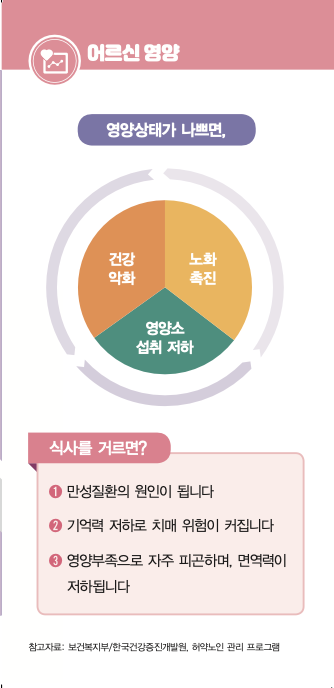 어르신 영양
영양상태가 나쁘면,
건강
악화
노화
촉진
영양소
섭취 저하
식사를 거르면?
1 만성질환의 원인이 됩니다
2 기억력 저하로 치매 위험이 커집니다
3 영양부족으로 자주 피곤하며, 면역력이
저하됩니다
참고자료: 보건복지부/한국건강증진개발원, 허약노인 관리 프로그램